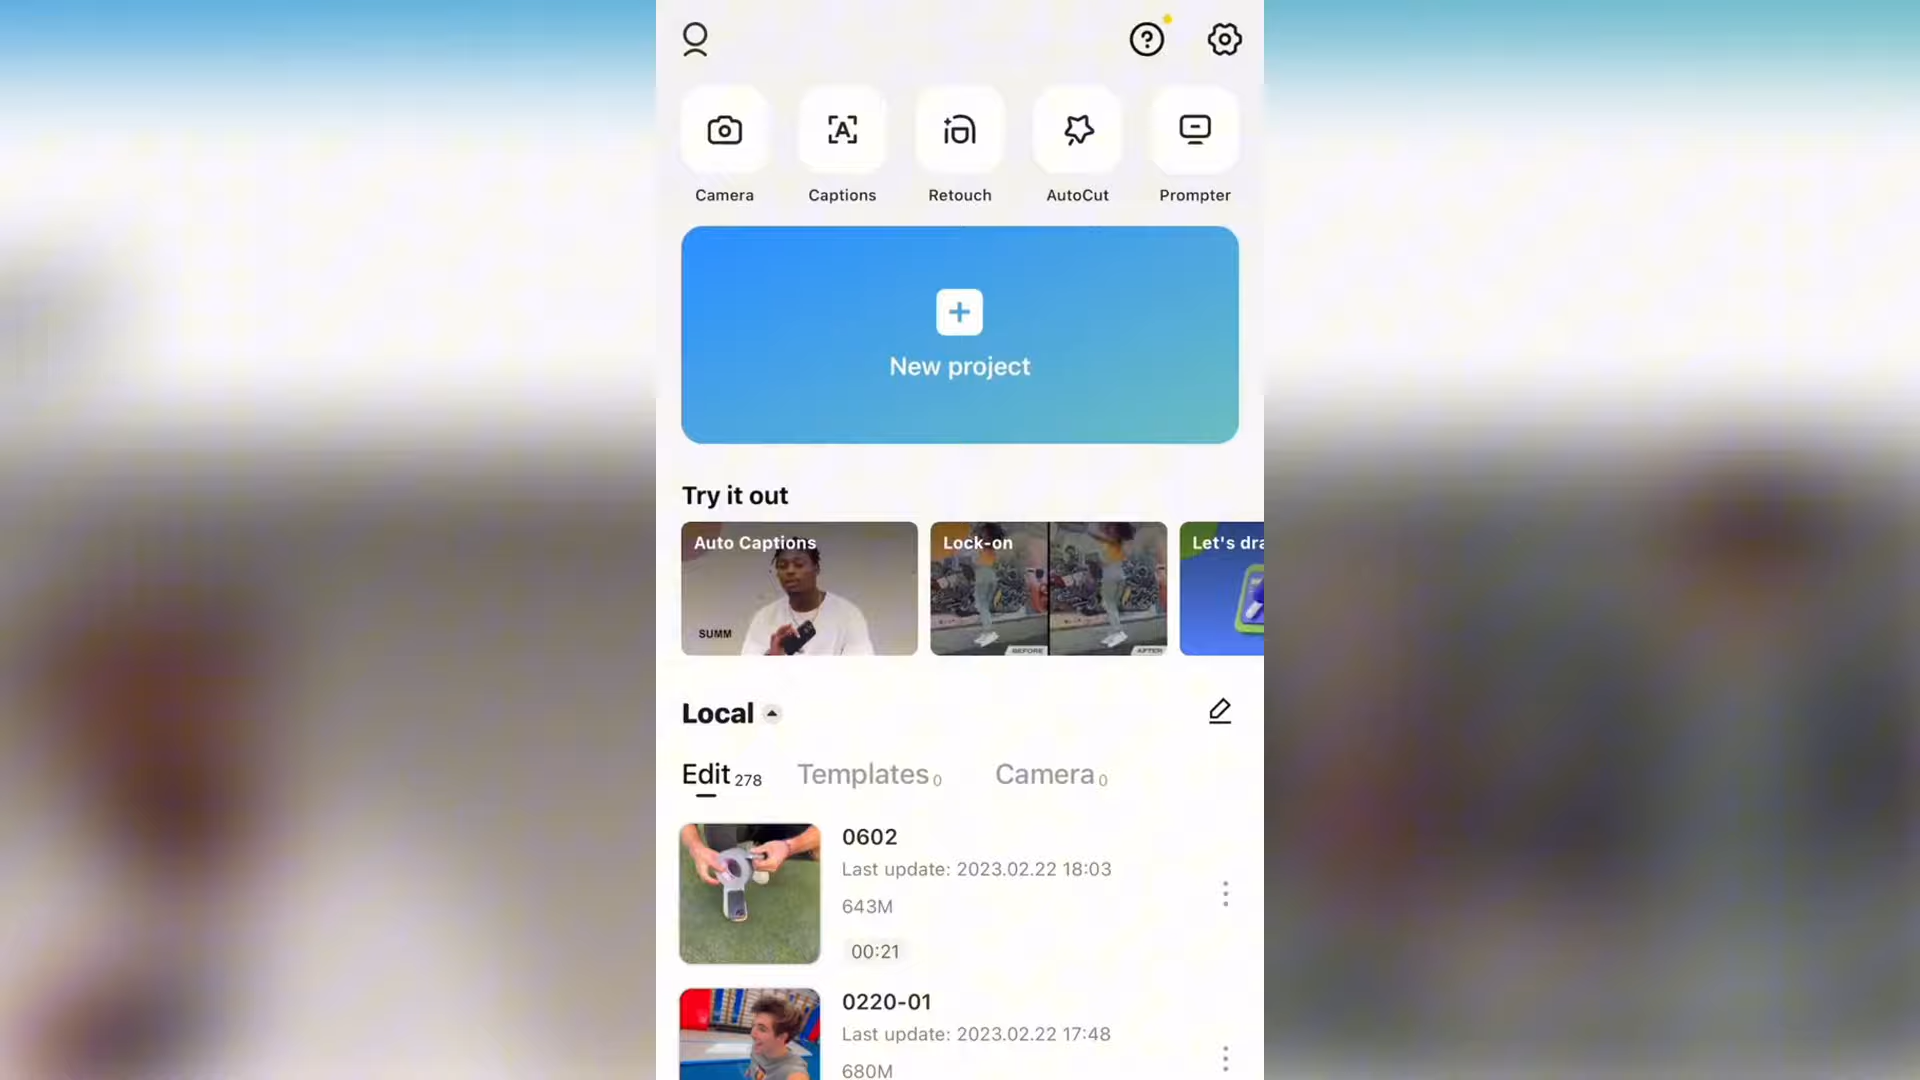 Camera
Captions
Retouch
AutoCut
Prompter
New project
Try it out
Auto Captions
SUMM
Lock-on
BEFORE
AFTER
Let's dra
Local
Edit 278
Templates 0
Camera 0
0602
Last update: 2023.02.22 18:03
643M
00:21
0220-01
Last update: 2023.02.22 17:48
680M